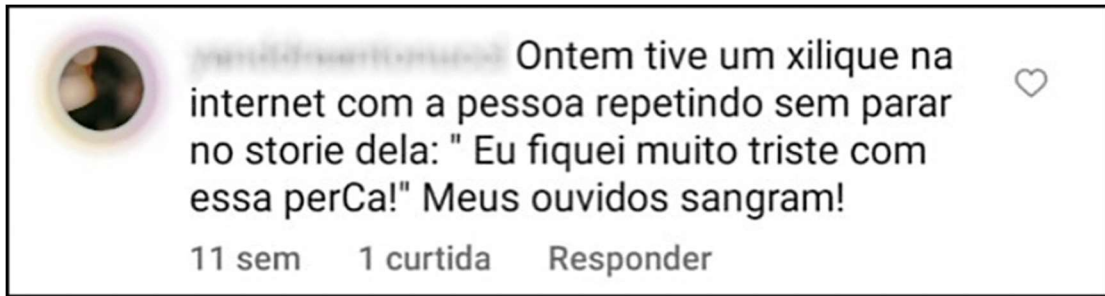 Ontem tive um xilique na
internet com a pessoa repetindo sem parar
no storie dela: " Eu fiquei muito triste com
essa perCa!" Meus ouvidos sangram!
11 sem 1 curtida Responder